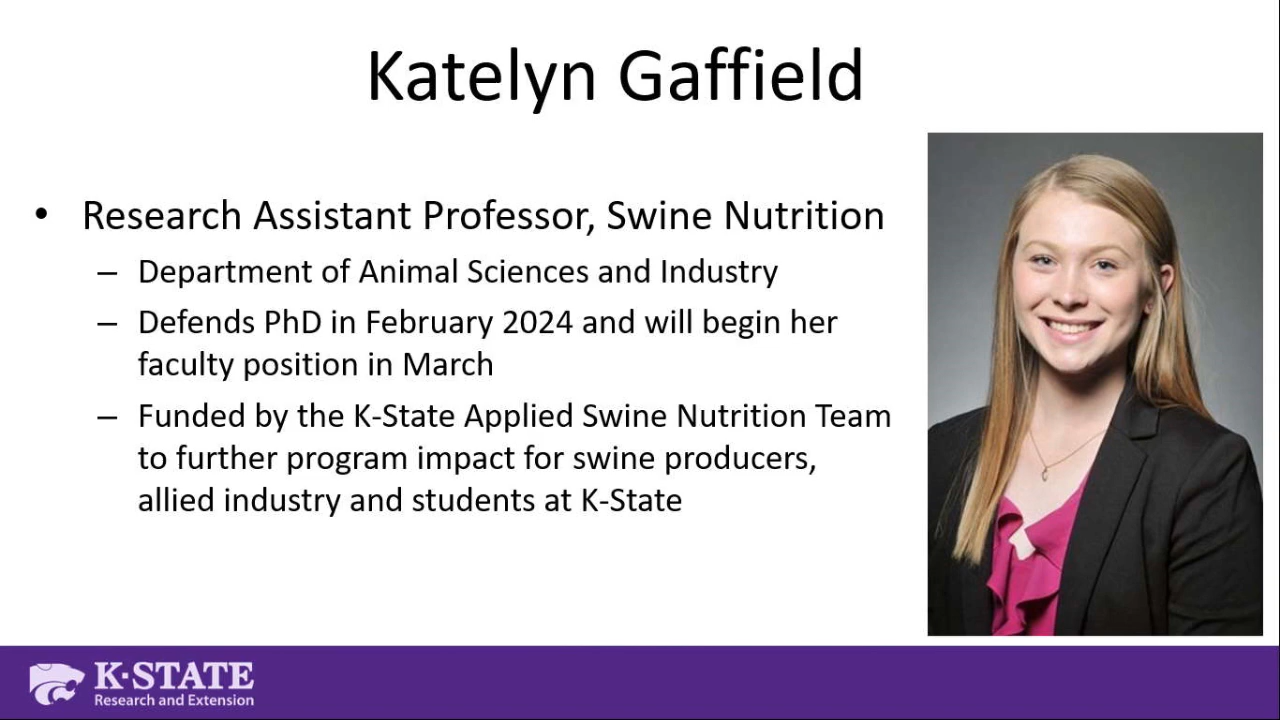 Katelyn Gaffield
• Research Assistant Professor, Swine Nutrition
– Department of Animal Sciences and Industry
– Defends PhD in February 2024 and will begin her
faculty position in March
– Funded by the K-State Applied Swine Nutrition Team
to further program impact for swine producers,
allied industry and students at K-State
K·STATE
Research and Extension